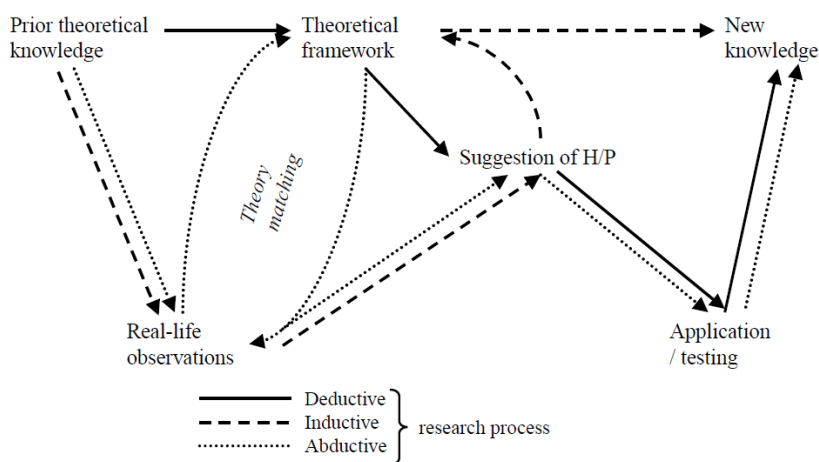 Prior theoretical
knowledge
Theoretical
framework
New
knowledge
Suggestion of H/P
Theory
matching
Real-life
observations
Application
/ testing
Deductive
Inductive
Abductive
research process